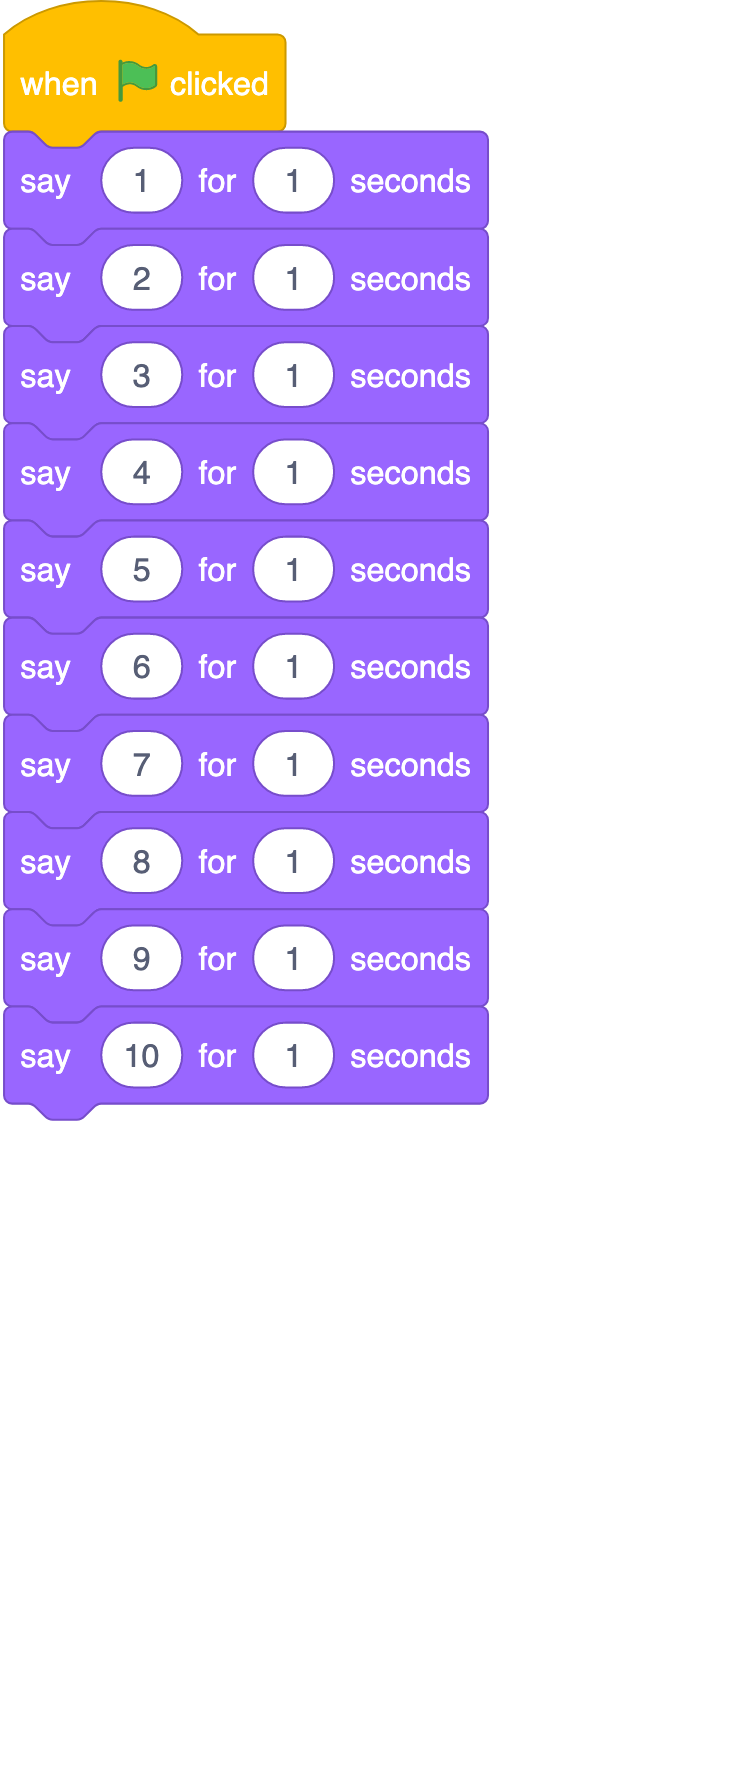 when clicked
say 1 for 1 seconds
say 2 for 1 seconds
say 3 for 1 seconds
say 4 for 1 seconds
say 5 for 1 seconds
say 6 for 1 seconds
say 7 for 1 seconds
say 8 for 1 seconds
say 9 for 1 seconds
say 10 for 1 seconds